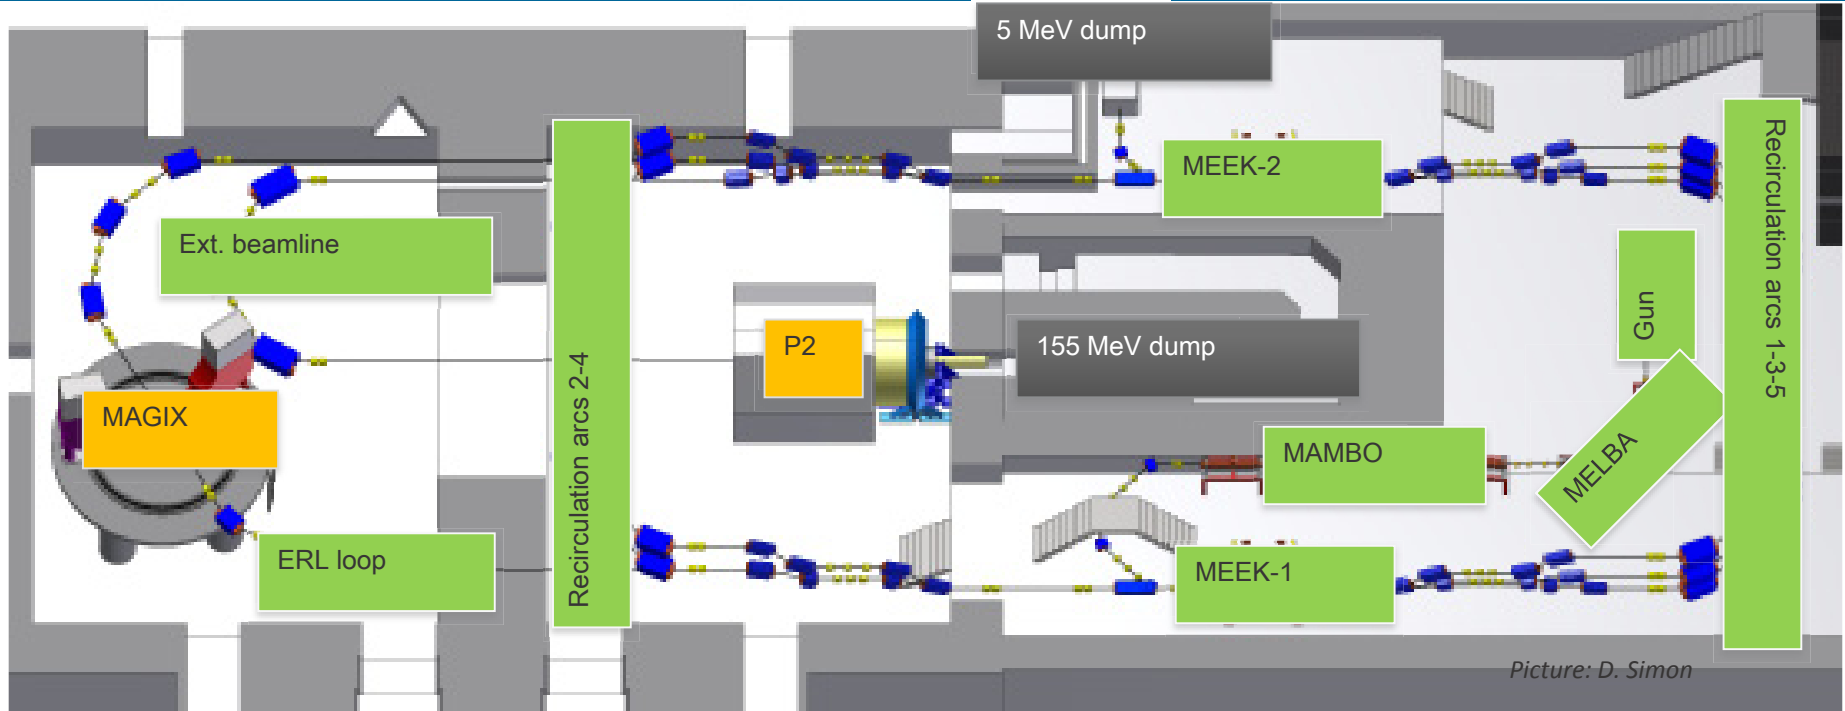 5 MeV dump
MEEK-2
Recirculation arcs 1-3-5
Ext. beamline
Gun
P2
155 MeV dump
Recirculation arcs 2-4
MAGIX
MAMBO
MELBA
ERL loop
MEEK-1
Picture: D. Simon